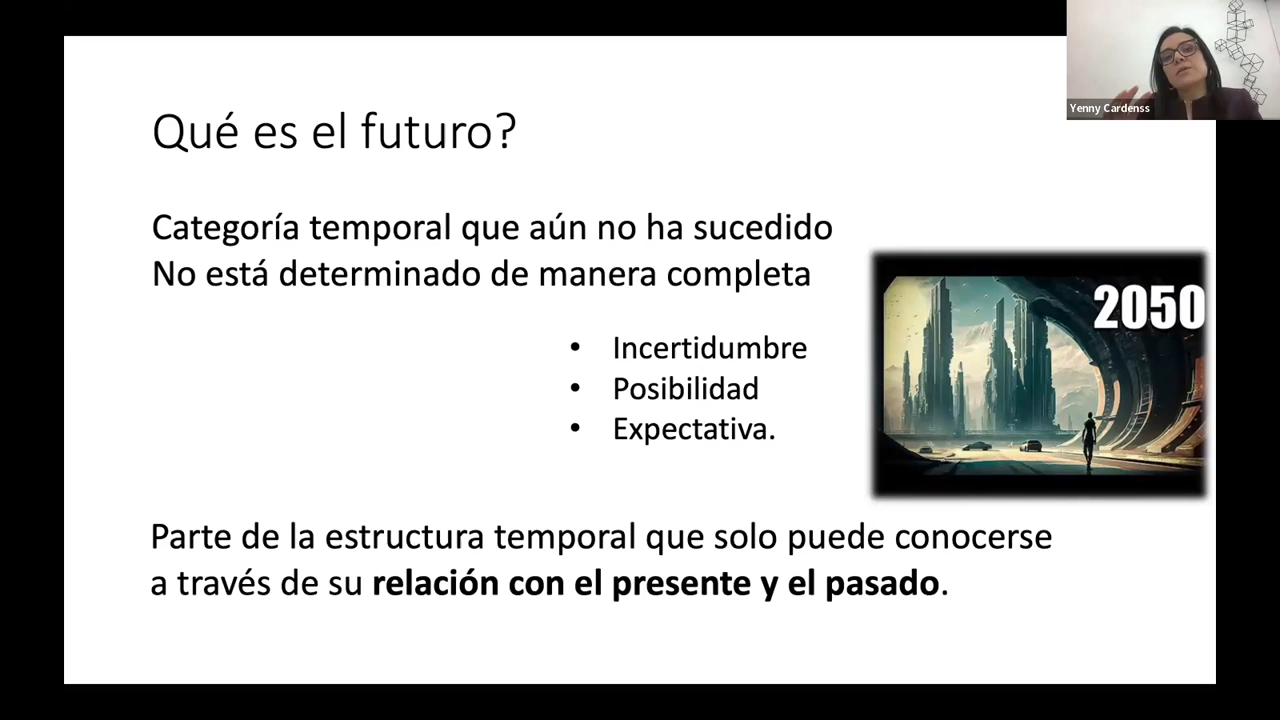 Yenny Cardenss
Qué es el futuro?
Categoría temporal que aún no ha sucedido
No está determinado de manera completa
2050
• Incertidumbre
• Posibilidad
• Expectativa.
Parte de la estructura temporal que solo puede conocerse
a través de su relación con el presente y el pasado.